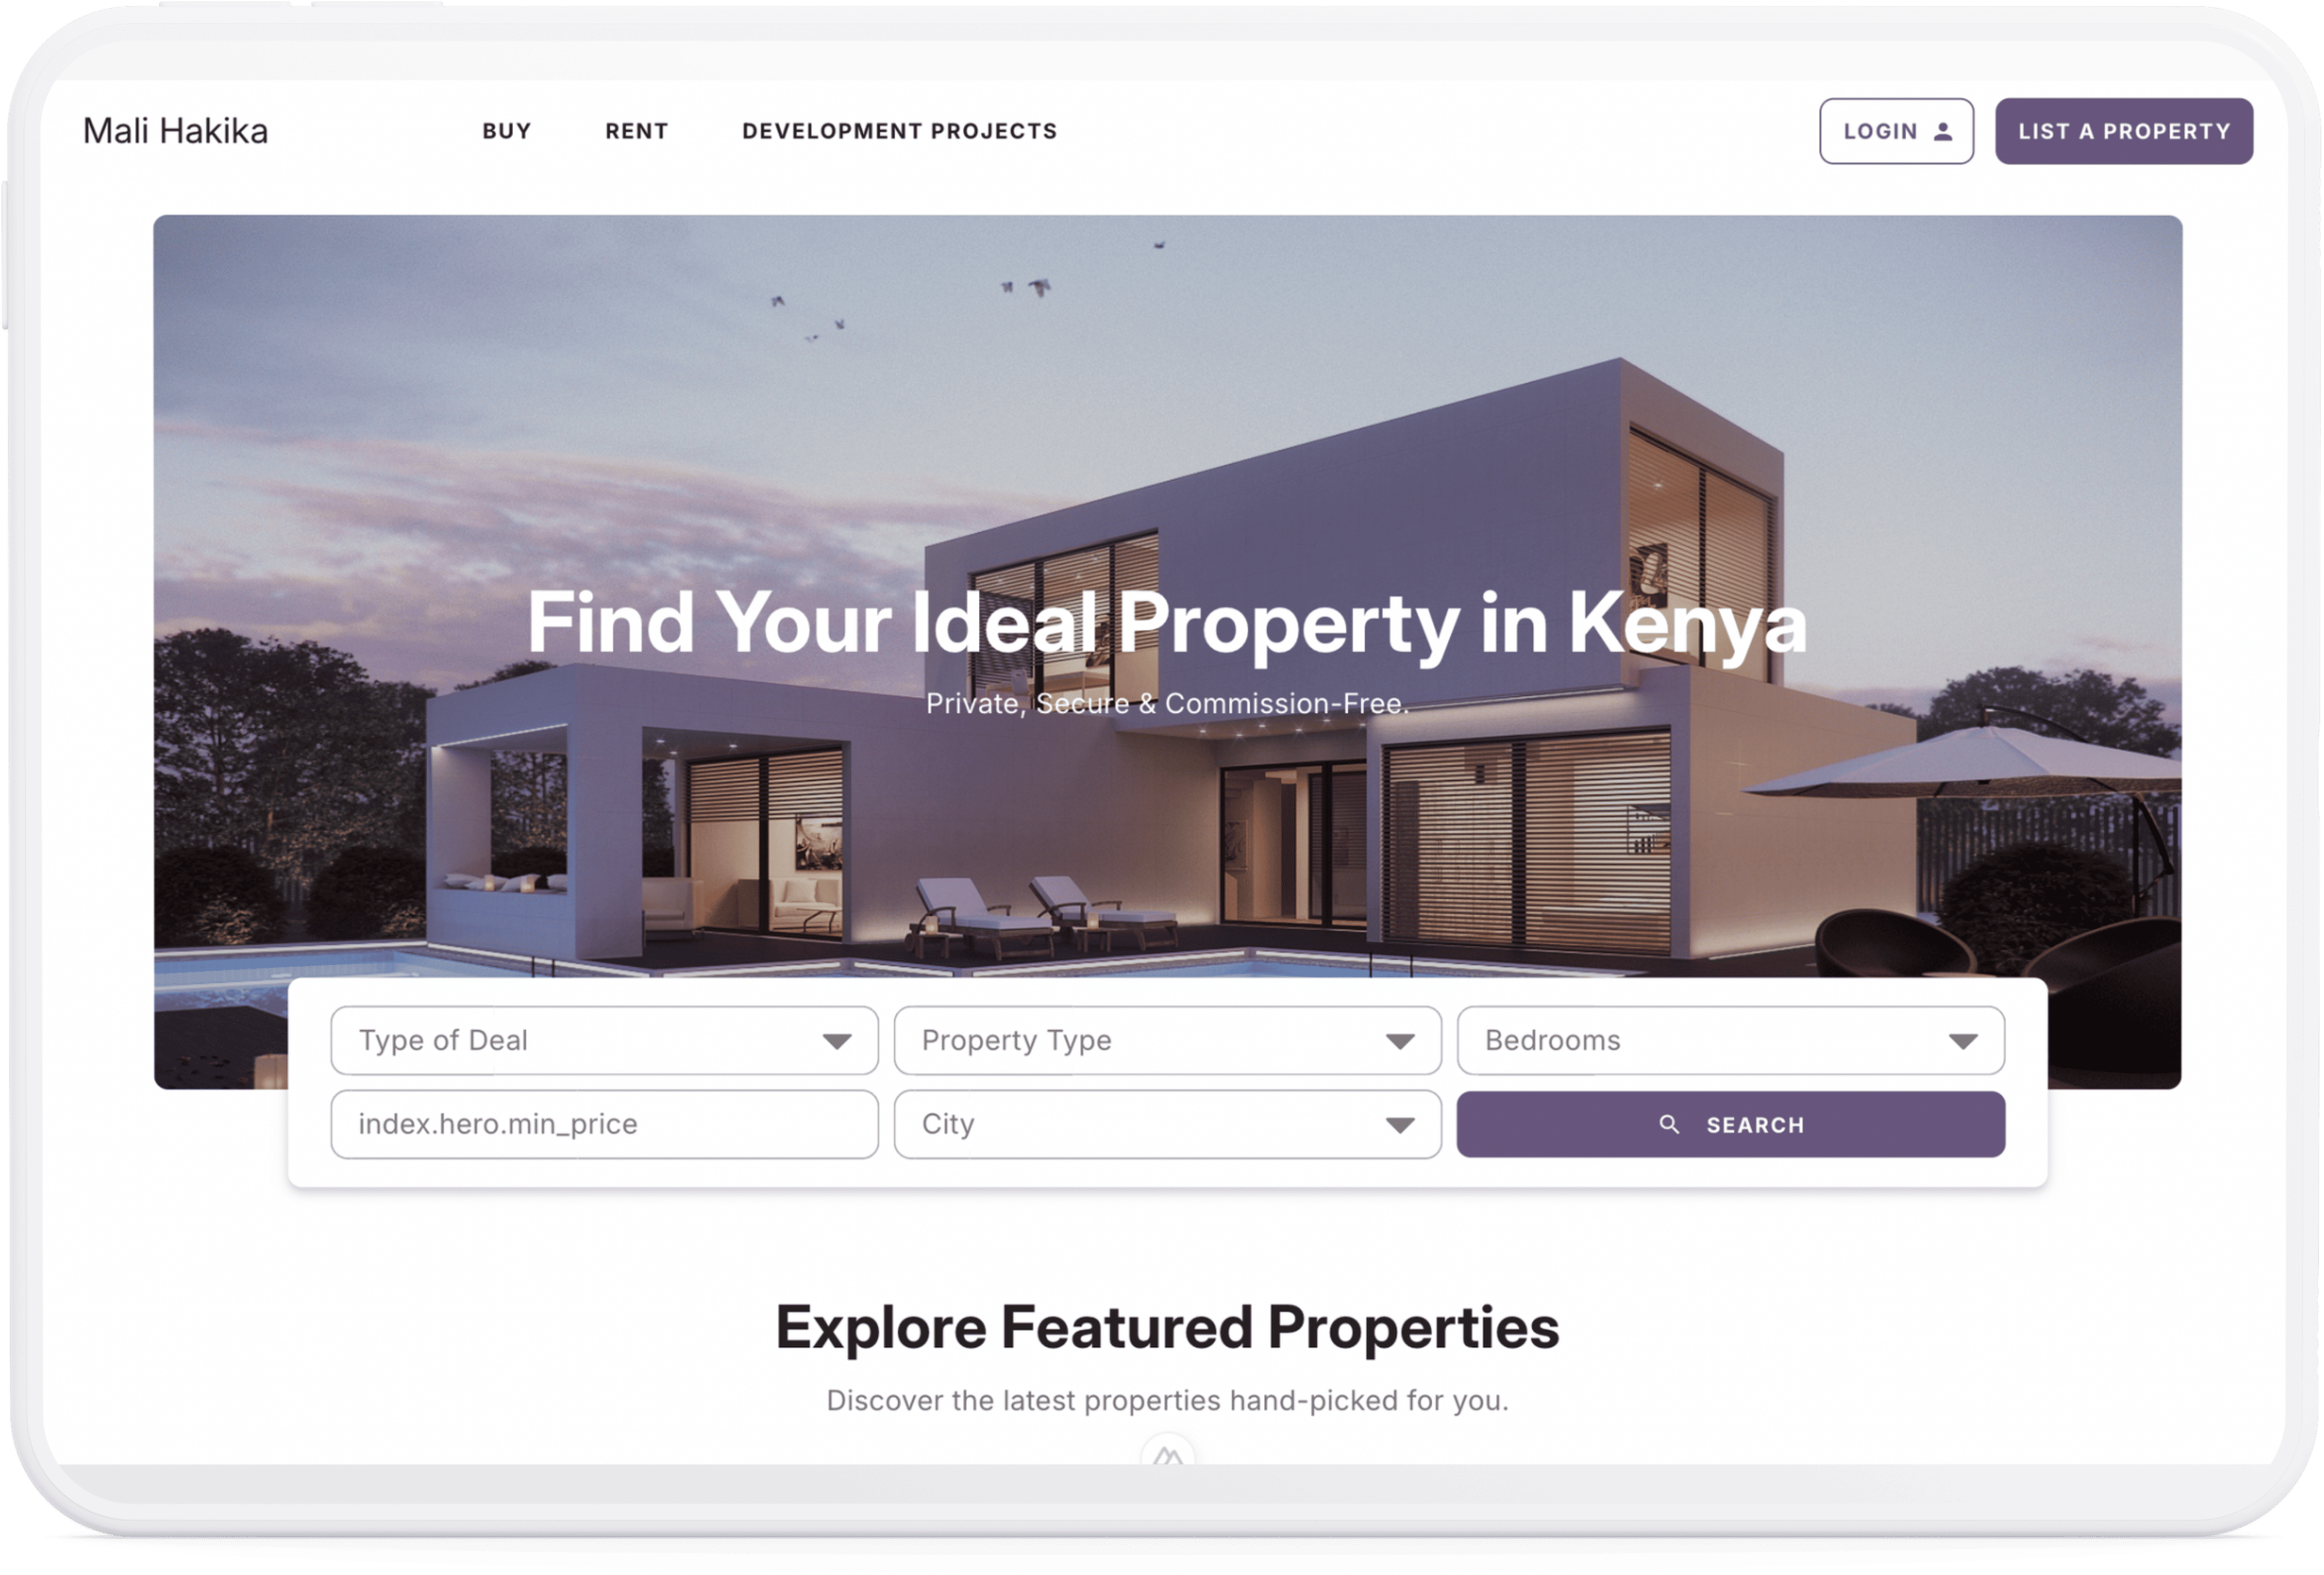 Mali Hakika
BUY RENT DEVELOPMENT PROJECTS
LOGIN LIST A PROPERTY
Find Your Ideal Property in Kenya
Private, Secure & Commission-Free.
Type of Deal Property Type Bedrooms
index.hero.min_price City SEARCH
Explore Featured Properties
Discover the latest properties hand-picked for you.